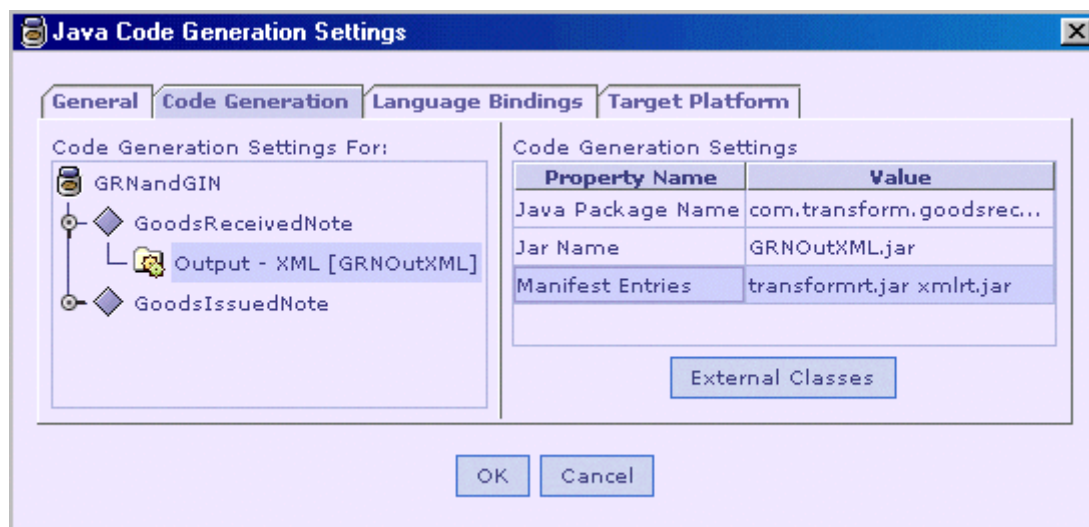 Java Code Generation Settings
General Code Generation Language Bindings Target Platform
Code Generation Settings For:
GRNandGIN
GoodsReceivedNote
Output - XML [GRNOutXML]
GoodsIssuedNote
Code Generation Settings
Property Name Value
Java Package Name com.transform.goodsrec...
Jar Name GRNOutXML.jar
Manifest Entries transformrt.jar xmlrt.jar
External Classes
OK Cancel